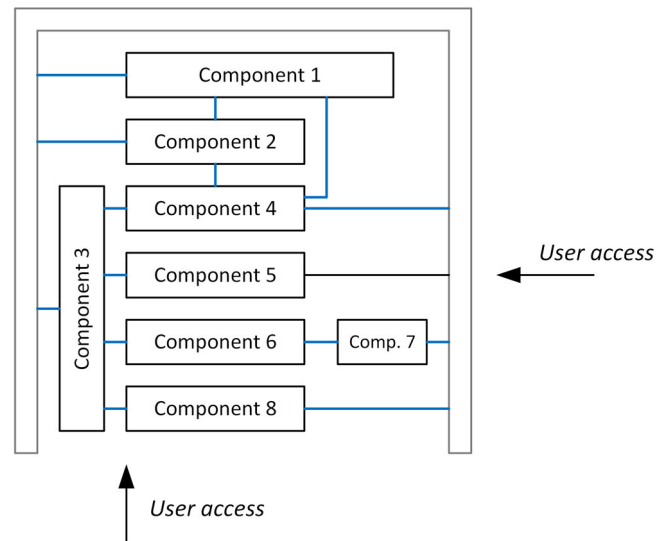 Component 1
Component 2
Component 4
Component 3
Component 5
User access
Component 6
Comp. 7
Component 8
User access